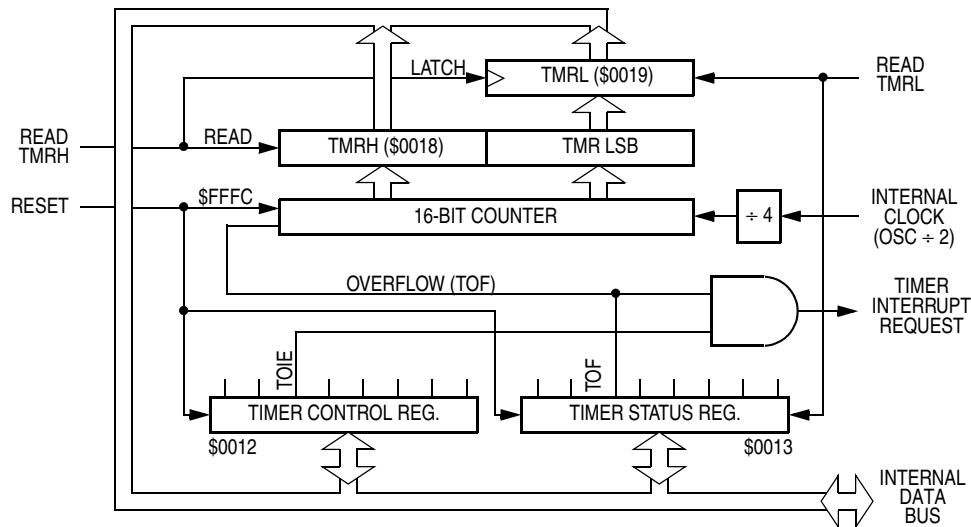 LATCH
TMRL ($0019)
READ
TMRL
READ
TMRH
READ
TMRH ($0018)
TMR LSB
RESET
$FFFC
16-BIT COUNTER
÷ 4
INTERNAL
CLOCK
(OSC ÷ 2)
OVERFLOW (TOF)
TIMER
INTERRUPT
REQUEST
TOIE
TOF
TIMER CONTROL REG.
TIMER STATUS REG.
$0012
$0013
INTERNAL
DATA
BUS